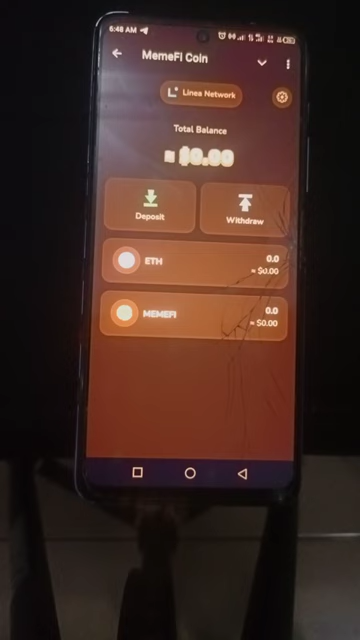 6:48 AM
MemeFi Coin
Linea Network
Total Balance
≈ $0.00
Deposit
Withdraw
ETH
0.0
≈ $0.00
MEMEFI
0.0
≈ $0.00